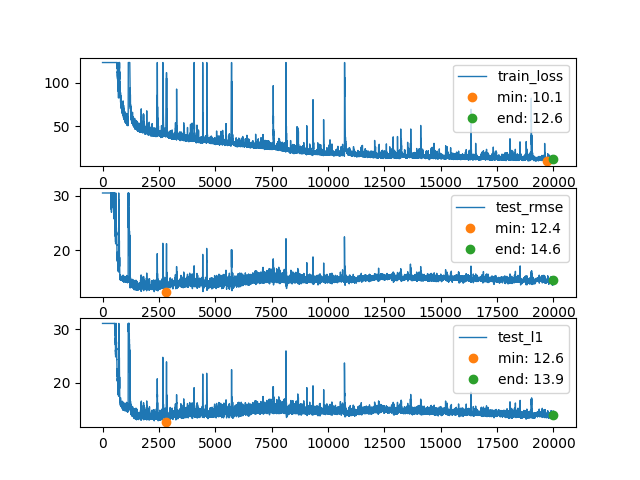 100
50
train_loss
min: 10.1
end: 12.6
0 2500 5000 7500 10000 12500 15000 17500 20000
30
20
test_rmse
min: 12.4
end: 14.6
0 2500 5000 7500 10000 12500 15000 17500 20000
30
20
test_l1
min: 12.6
end: 13.9
0 2500 5000 7500 10000 12500 15000 17500 20000